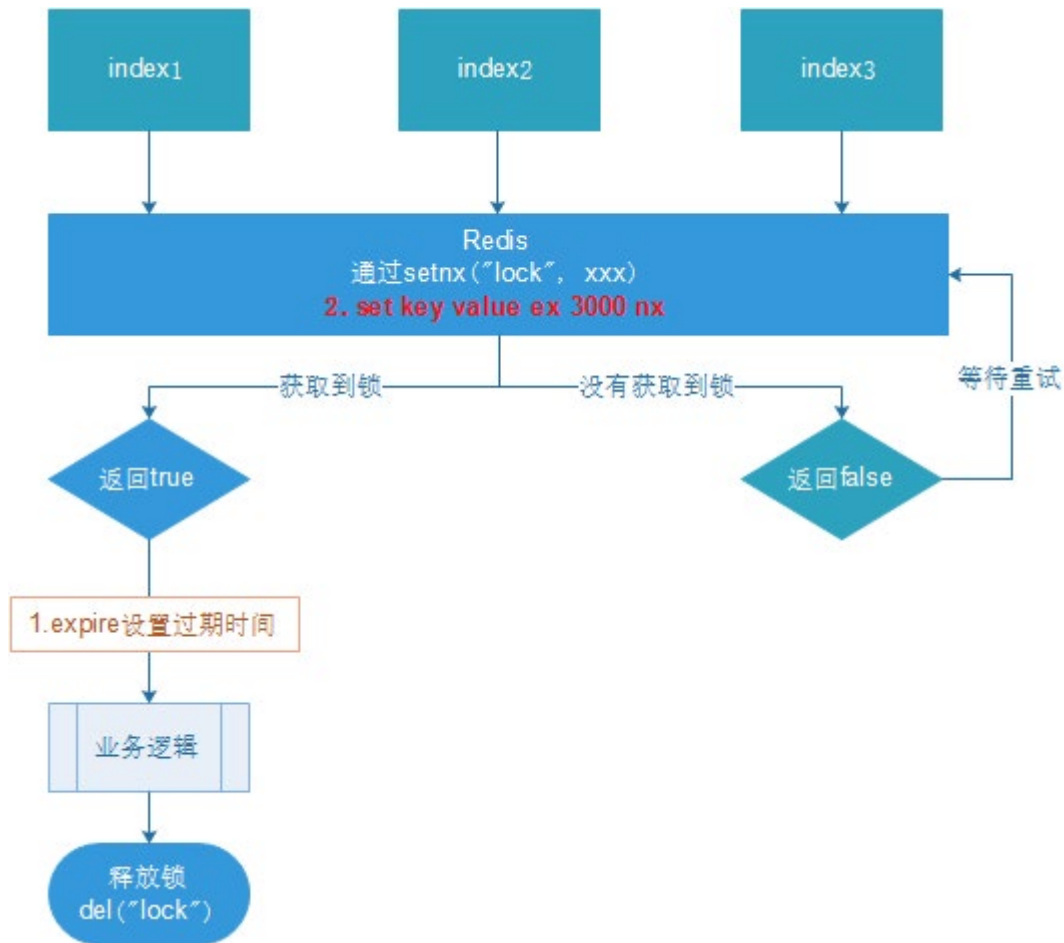 index1
index2
index3
Redis
通过setnx("lock", xxx)
2. set key value ex 3000 nx
获取到锁
没有获取到锁
等待重试
返回true
返回false
1.expire设置过期时间
业务逻辑
释放锁
del("lock")